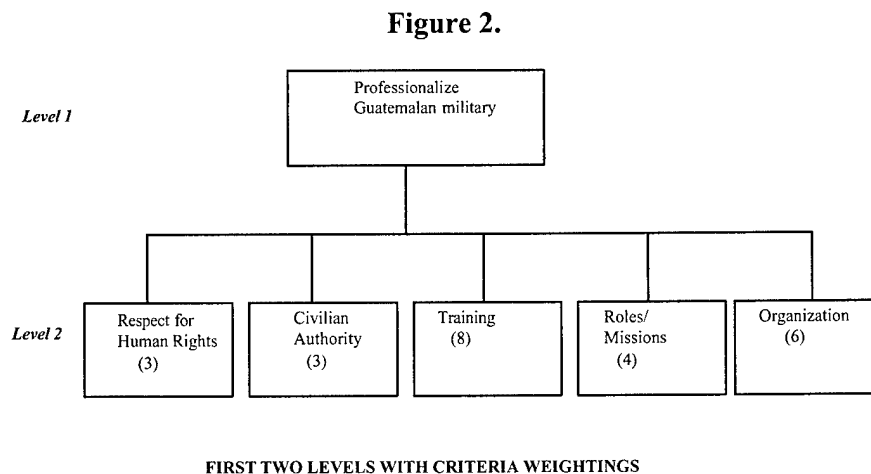 Figure 2.
Level 1
Professionalize
Guatemalan military
Level 2
Respect for
Human Rights
(3)
Civilian
Authority
(3)
Training
(8)
Roles/
Missions
(4)
Organization
(6)
FIRST TWO LEVELS WITH CRITERIA WEIGHTINGS